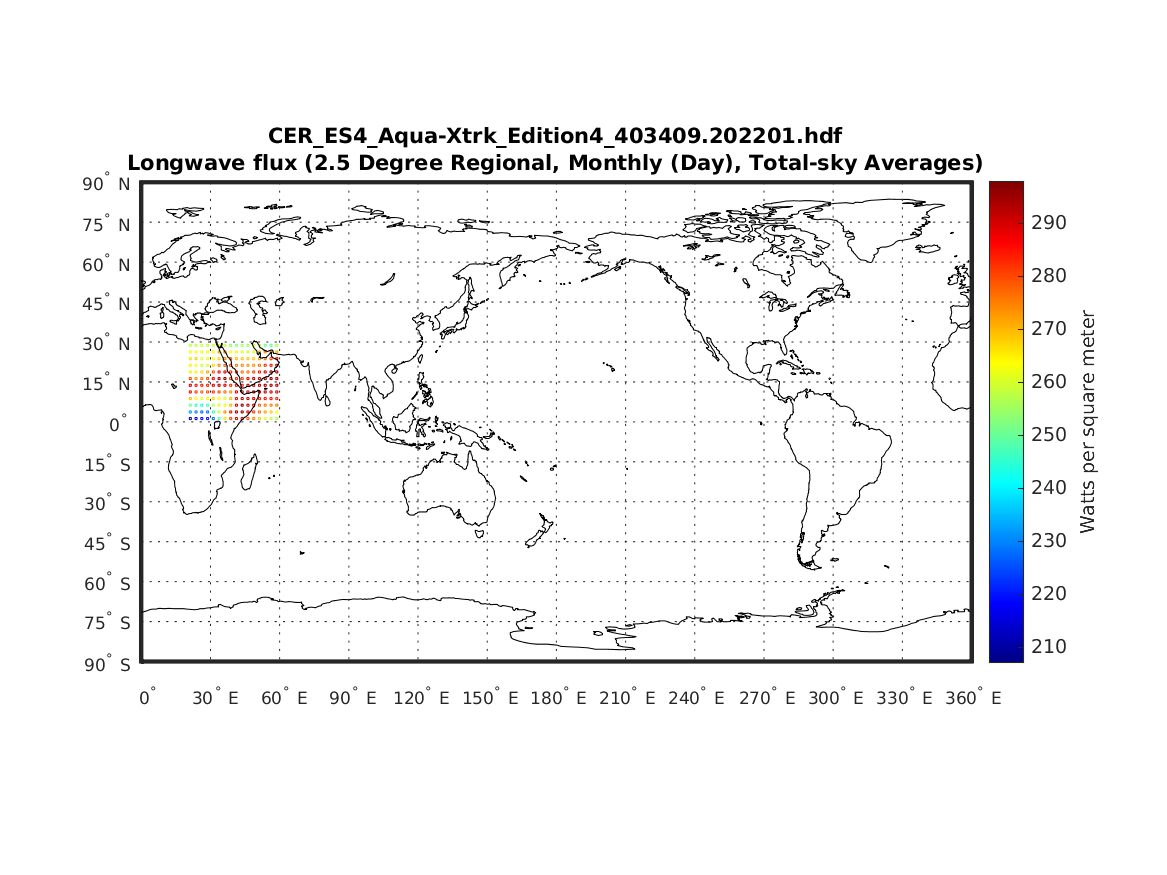 CER_ES4_Aqua-Xtrk_Edition4_403409.202201.hdf
Longwave flux (2.5 Degree Regional, Monthly (Day), Total-sky Averages)
90° N
75° N
60° N
45° N
30° N
15° N
0°
15° S
30° S
45° S
60° S
75° S
90° S
0° 30° E 60° E 90° E 120° E 150° E 180° E 210° E 240° E 270° E 300° E 330° E 360° E
290
280
270
260
250
240
230
220
210
Watts per square meter